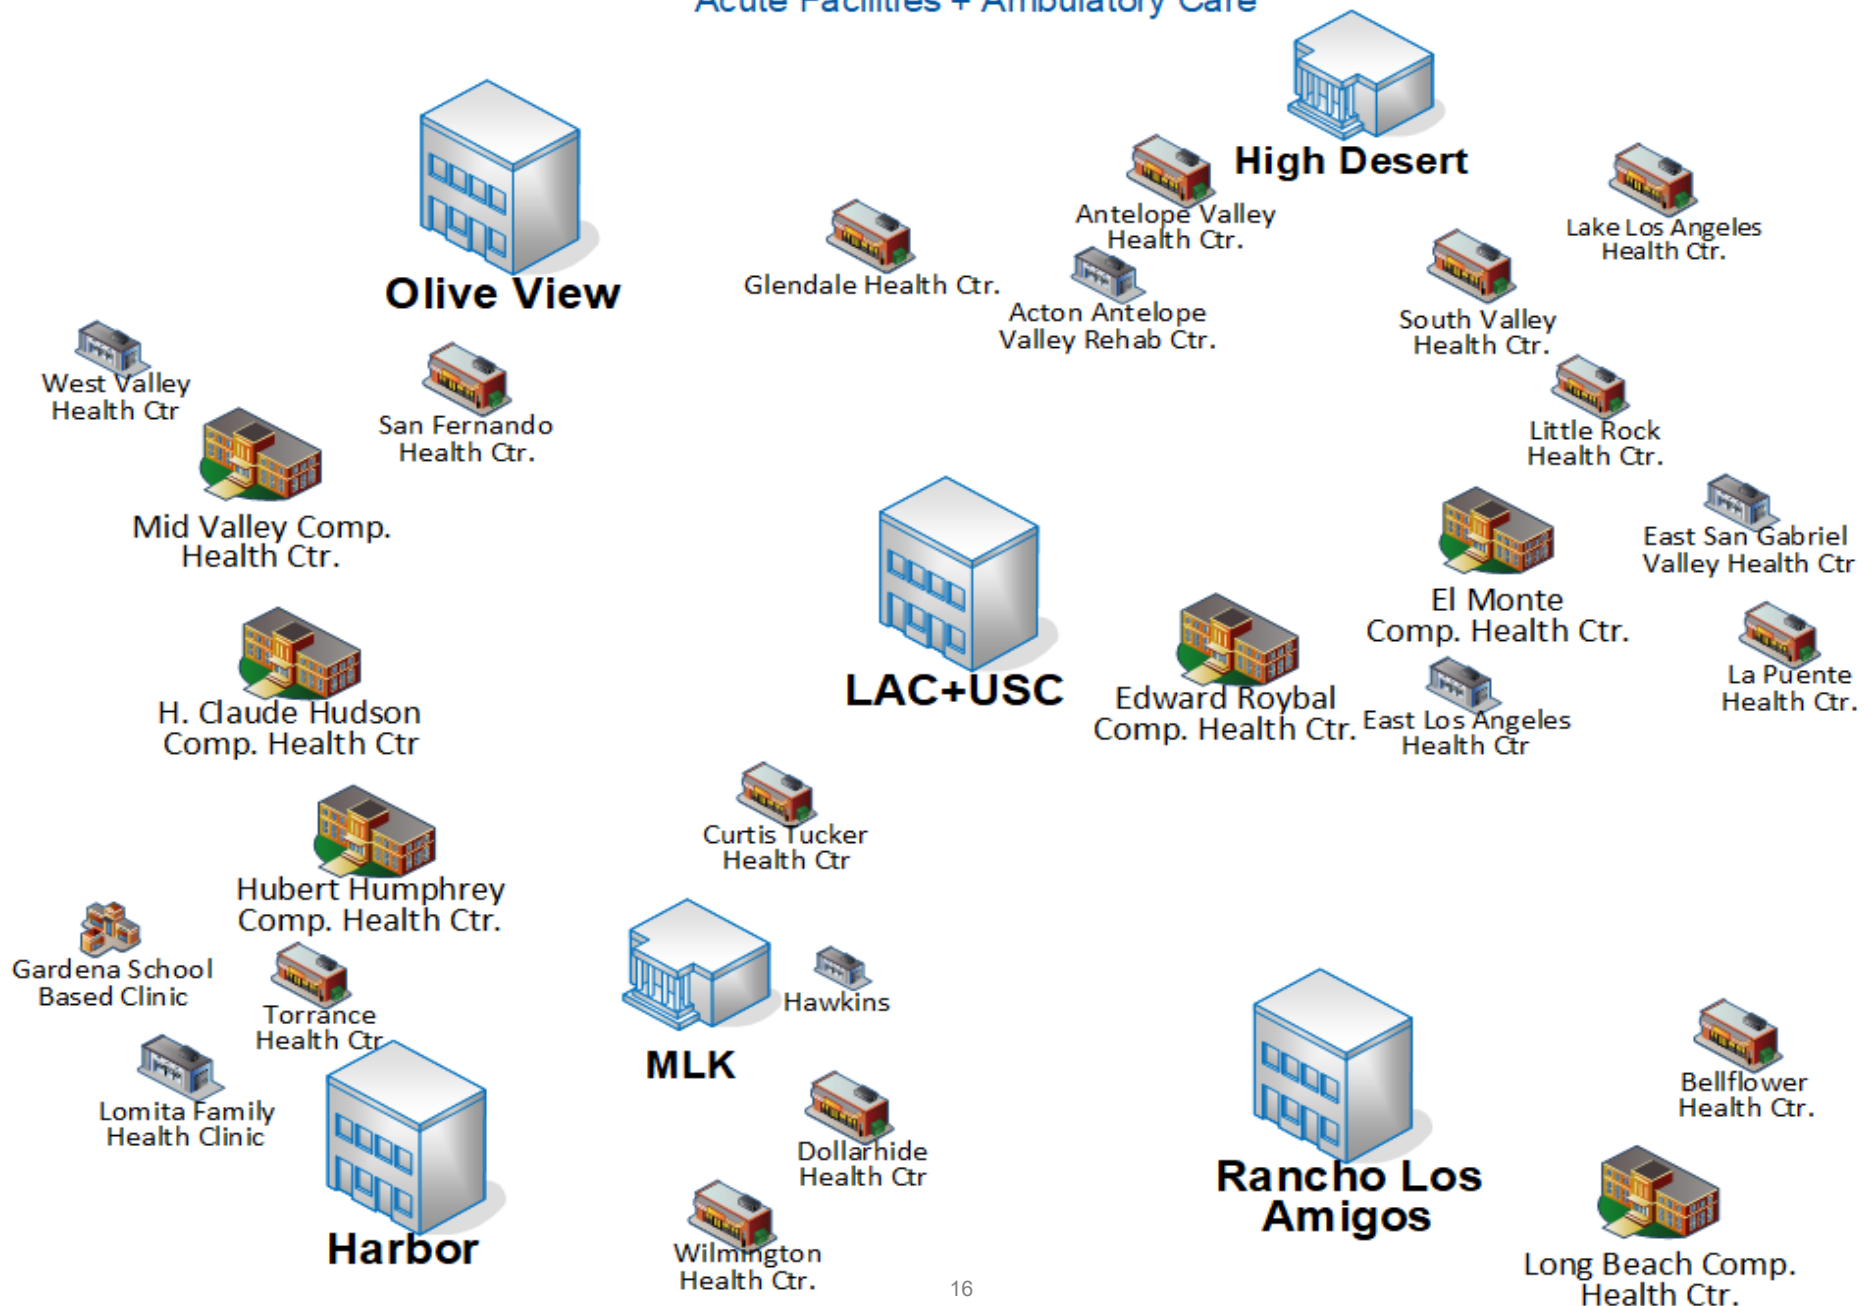 Acute Facilities + Ambulatory Care
High Desert
Olive View
Antelope Valley
Health Ctr.
Lake Los Angeles
Health Ctr.
Glendale Health Ctr.
Acton Antelope
Valley Rehab Ctr.
South Valley
Health Ctr.
West Valley
Health Ctr
San Fernando
Health Ctr.
Little Rock
Health Ctr.
Mid Valley Comp.
Health Ctr.
East San Gabriel
Valley Health Ctr
El Monte
Comp. Health Ctr.
LAC+USC
Edward Roybal
Comp. Health Ctr.
La Puente
Health Ctr.
East Los Angeles
Health Ctr
H. Claude Hudson
Comp. Health Ctr
Curtis Tucker
Health Ctr
Hubert Humphrey
Comp. Health Ctr.
Gardena School
Based Clinic
Torrance
Health Ctr
Hawkins
MLK
Lomita Family
Health Clinic
Bellflower
Health Ctr.
Dollarhide
Health Ctr
Rancho Los
Amigos
Harbor
Wilmington
Health Ctr.
Long Beach Comp.
Health Ctr.
16